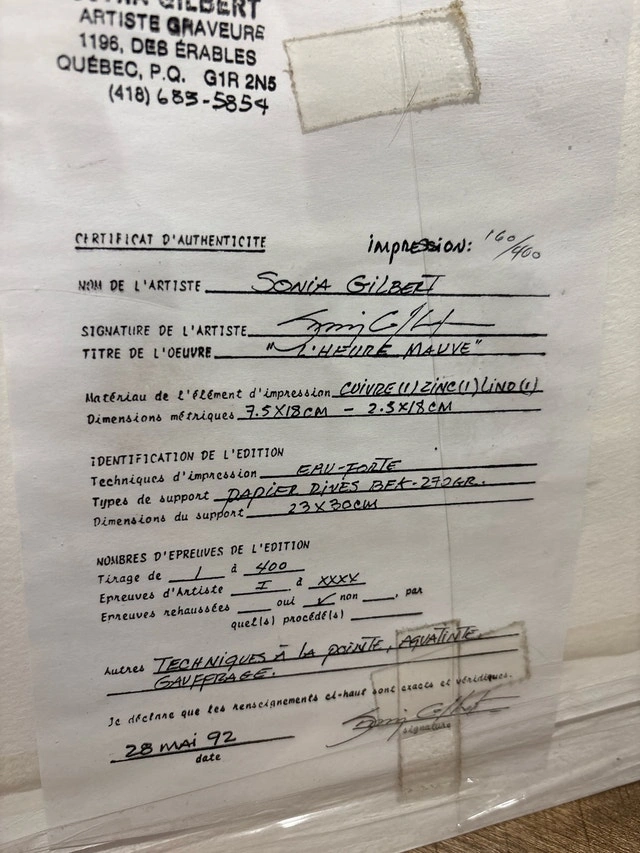 GILBERT
ARTISTE GRAVEURE
1196, DES ÉRABLES
QUÉBEC, P.Q. G1R 2N5
(418) 683-5854
CERTIFICAT D'AUTHENTICITE
impression: 160/400
NOM DE L'ARTISTE SONIA GILBERT
SIGNATURE DE L'ARTISTE
TITRE DE L'OEUVRE "L'HEURE MAUVE"
Matériau de l'élément d'impression CUIVRE(1) ZINC(1) LINO(1)
Dimensions métriques 7.5X18CM - 2.5X18CM
iDENTIFICATION DE L'EDITION
Techniques d'impression EAU-FORTE
Types de support PAPIER RIVES BFK-270GR.
Dimensions du support 23X30CM
NOMBRES D'EPREUVES DE L'EDITION
Tirage de 1 à 400
Epreuves d'Artiste I à XXXX
Epreuves rehaussées oui ✓ non , par
quel(s) procédé(s)
Autres TECHNIQUES À LA POINTE, AQUATINTE,
GAUFFRAGE.
Je déclare que les renseignements ci-haut sont exacts et véridiques.
28 MAI 92
date
signature